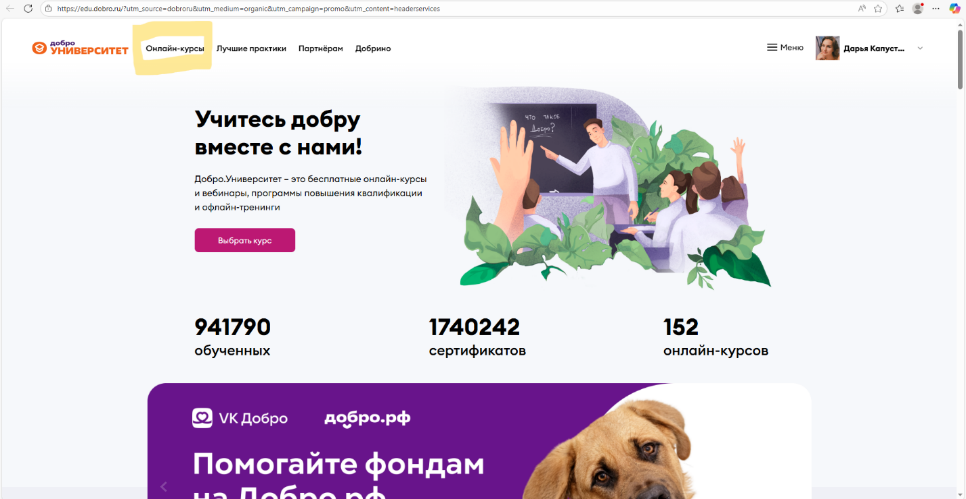 https://edu.dobro.ru/?utm_source=dobroru&utm_medium=organic&utm_campaign=promo&utm_content=headerservices
добро
УНИВЕРСИТЕТ
Онлайн-курсы
Лучшие практики
Партнёрам
Добрино
Меню
Дарья Капуст...
Учитесь добру
вместе с нами!
Добро.Университет – это бесплатные онлайн-курсы
и вебинары, программы повышения квалификации
и офлайн-тренинги
Выбрать курс
что такое
Добро?
941790
обученных
1740242
сертификатов
152
онлайн-курсов
VK Добро
добро.рф
Помогайте фондам
на Добро.рф